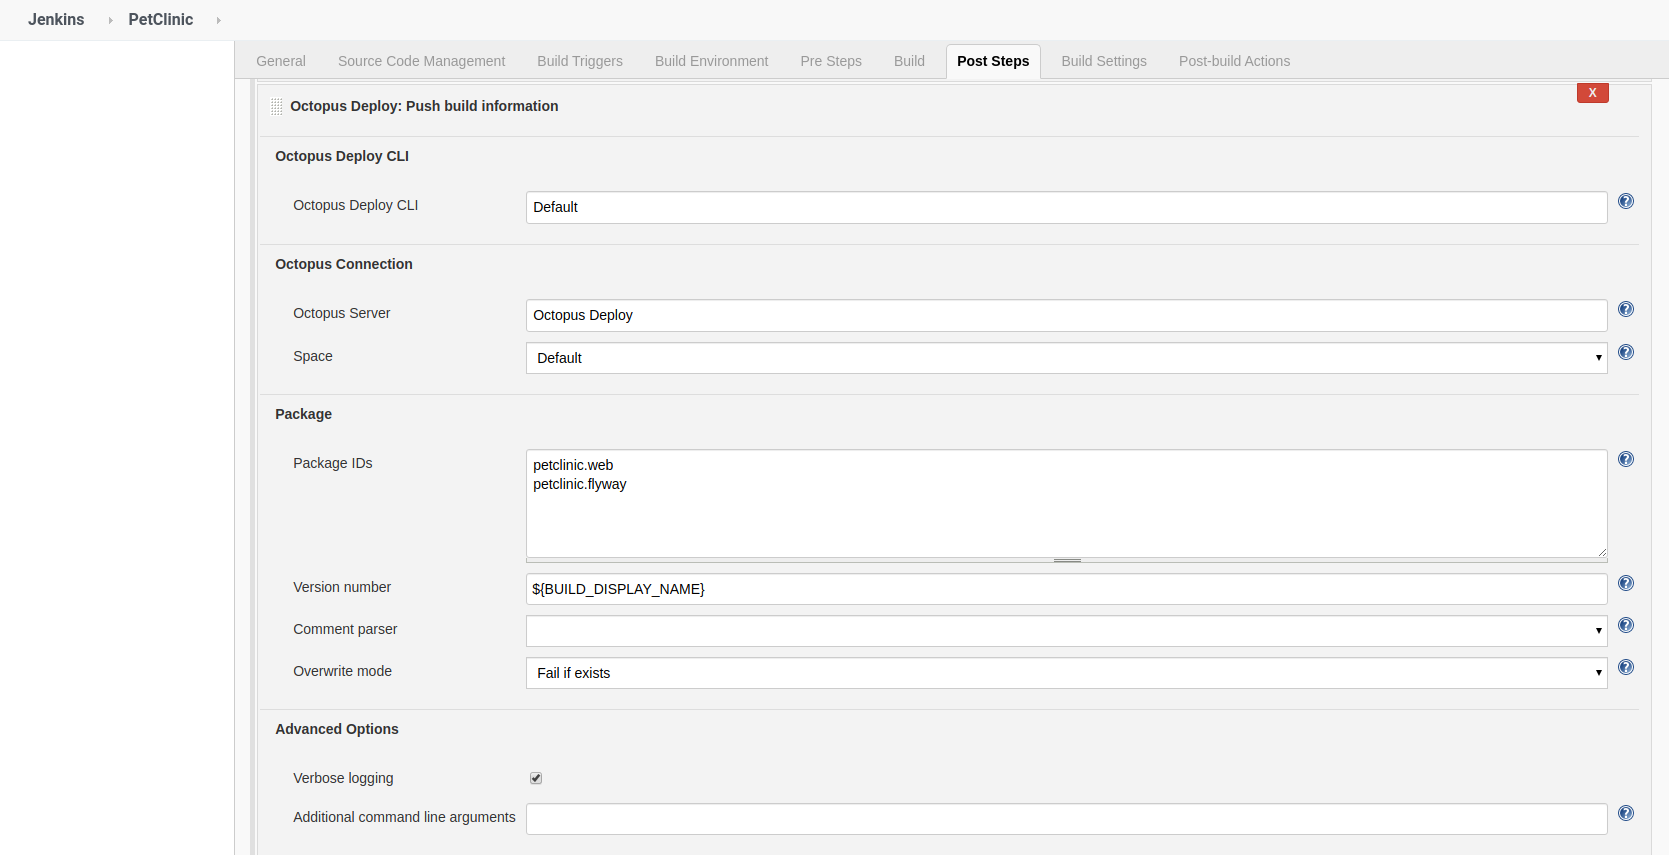 Jenkins PetClinic
General Source Code Management Build Triggers Build Environment Pre Steps Build Post Steps Build Settings Post-build Actions
X
Octopus Deploy: Push build information
Octopus Deploy CLI
Octopus Deploy CLI Default ?
Octopus Connection
Octopus Server Octopus Deploy ?
Space Default ?
Package
Package IDs petclinic.web ?
petclinic.flyway
Version number ${BUILD_DISPLAY_NAME} ?
Comment parser ?
Overwrite mode Fail if exists ?
Advanced Options
Verbose logging
Additional command line arguments ?